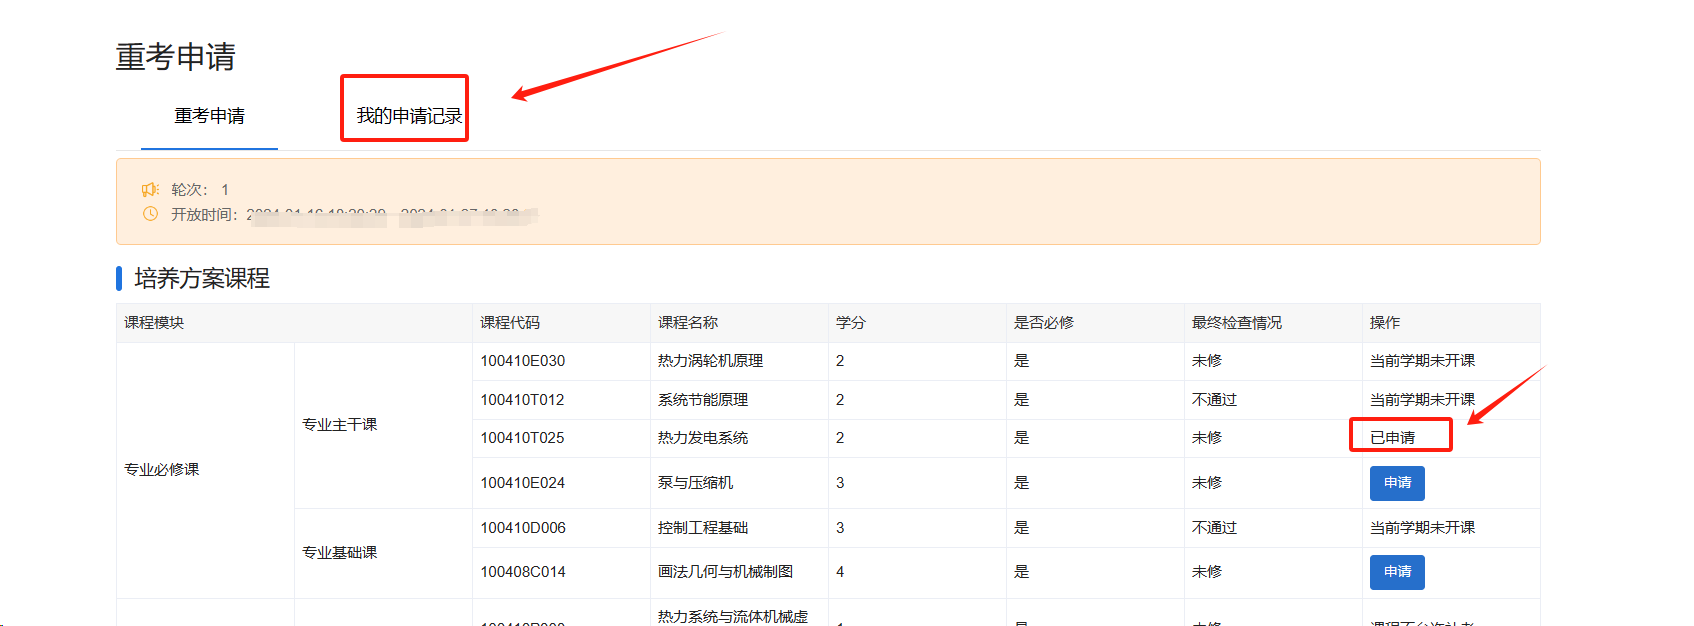 重考申请
重考申请 我的申请记录
轮次： 1
开放时间：
培养方案课程
课程模块 课程代码 课程名称 学分 是否必修 最终检查情况 操作
专业必修课 专业主干课 100410E030 热力涡轮机原理 2 是 未修 当前学期未开课
100410T012 系统节能原理 2 是 不通过 当前学期未开课
100410T025 热力发电系统 2 是 未修 已申请
100410E024 泵与压缩机 3 是 未修 申请
专业基础课 100410D006 控制工程基础 3 是 不通过 当前学期未开课
100408C014 画法几何与机械制图 4 是 未修 申请
热力系统与流体机械虚